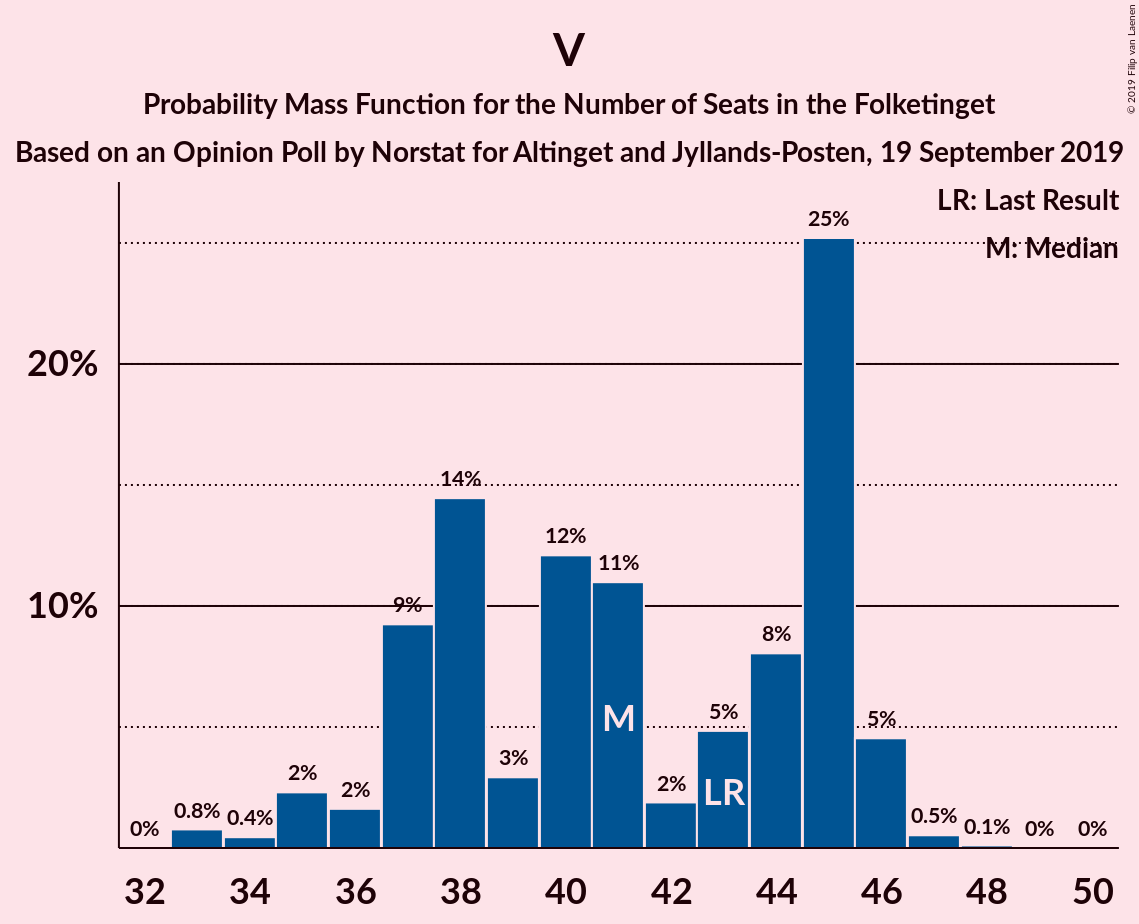 V
Probability Mass Function for the Number of Seats in the Folketinget
Based on an Opinion Poll by Norstat for Altinget and Jyllands-Posten, 19 September 2019
© 2019 Filip van Laenen
LR: Last Result
M: Median
20%
10%
0%
0.8%
0.4%
2%
2%
9%
14%
3%
12%
11%
2%
5%
8%
25%
5%
0.5%
0.1%
0%
0%
M
LR
32 34 36 38 40 42 44 46 48 50